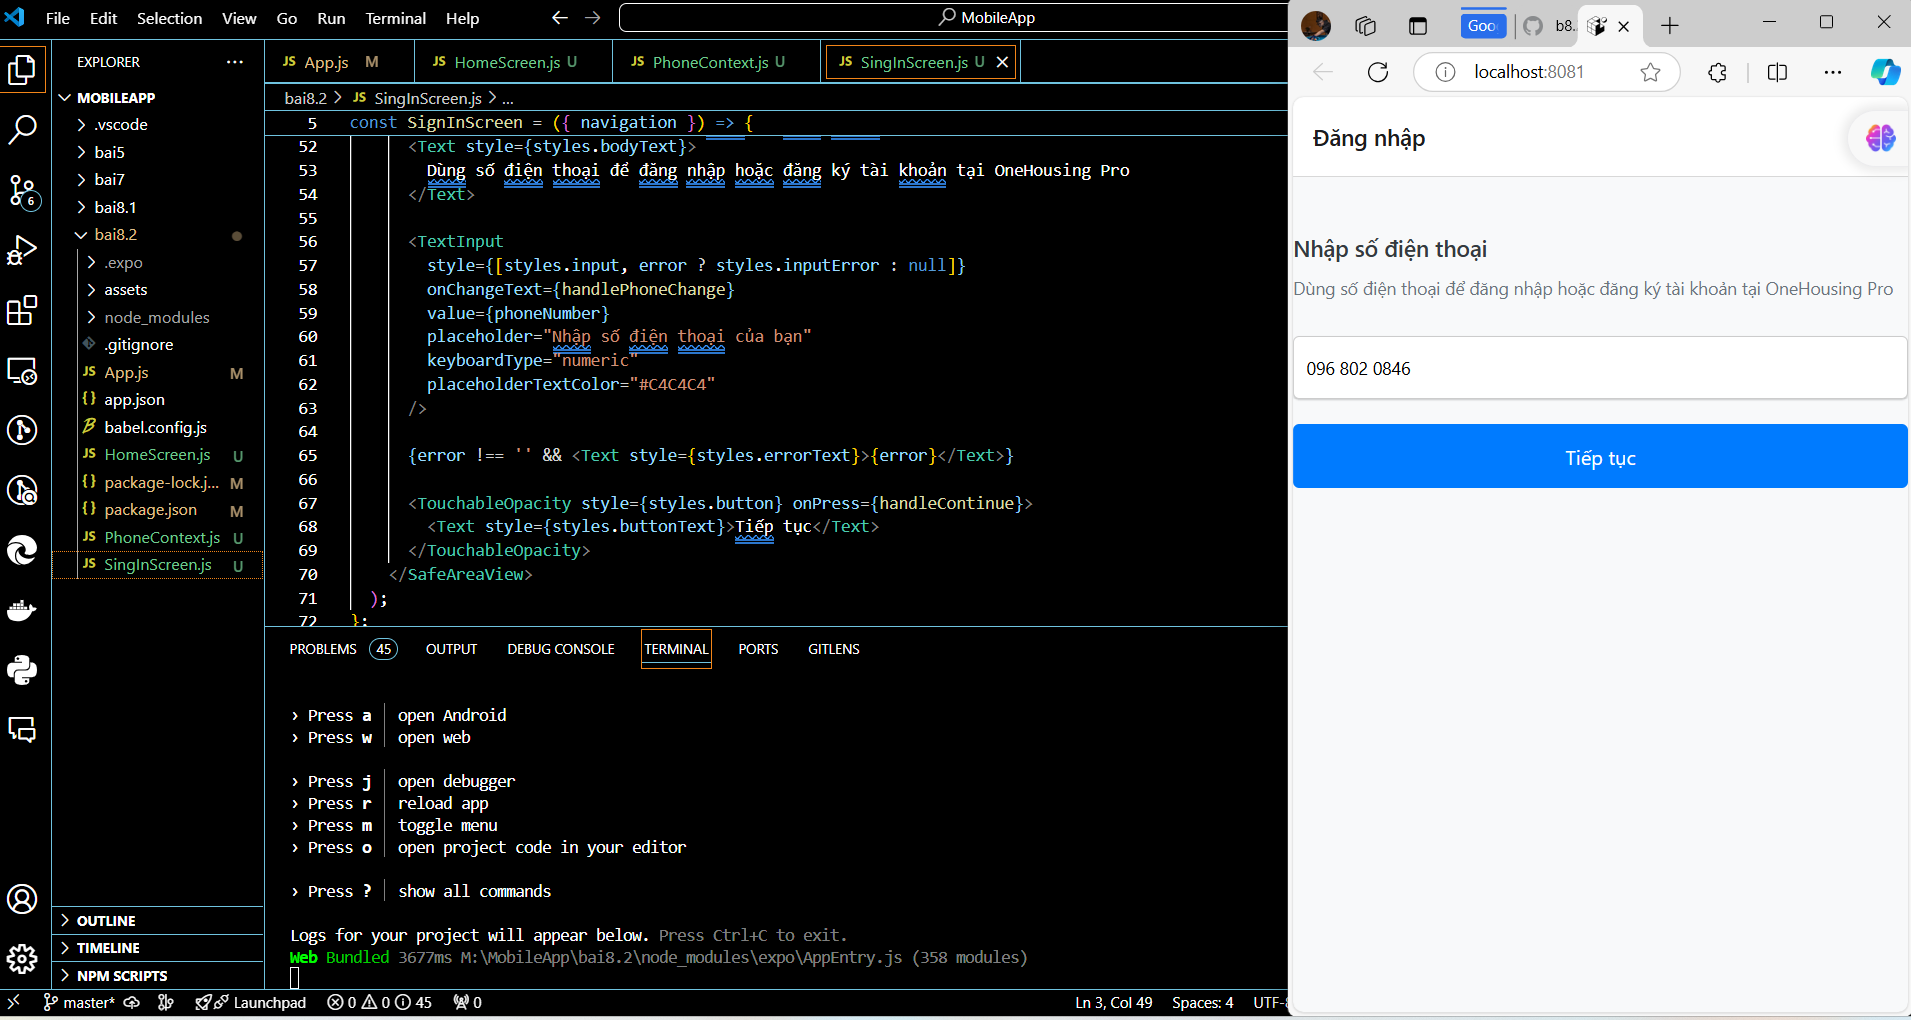 File Edit Selection View Go Run Terminal Help
MobileApp
EXPLORER
MOBILEAPP
.vscode
bai5
bai7
bai8.1
bai8.2
.expo
assets
node_modules
.gitignore
JS App.js M
{} app.json
babel.config.js
JS HomeScreen.js U
{} package-lock.j... M
{} package.json M
JS PhoneContext.js U
JS SingInScreen.js U
OUTLINE
TIMELINE
NPM SCRIPTS
6
JS App.js M
JS HomeScreen.js U
JS PhoneContext.js U
JS SingInScreen.js U
bai8.2 > JS SingInScreen.js > ...
5 const SignInScreen = ({ navigation }) => {
52 <Text style={styles.bodyText}>
53 Dùng số điện thoại để đăng nhập hoặc đăng ký tài khoản tại OneHousing Pro
54 </Text>
55
56 <TextInput
57 style={[styles.input, error ? styles.inputError : null]}
58 onChangeText={handlePhoneChange}
59 value={phoneNumber}
60 placeholder="Nhập số điện thoại của bạn"
61 keyboardType="numeric"
62 placeholderTextColor="#C4C4C4"
63 />
64
65 {error !== '' && <Text style={styles.errorText}>{error}</Text>}
66
67 <TouchableOpacity style={styles.button} onPress={handleContinue}>
68 <Text style={styles.buttonText}>Tiếp tục</Text>
69 </TouchableOpacity>
70 </SafeAreaView>
71 );
72 };
PROBLEMS 45 OUTPUT DEBUG CONSOLE TERMINAL PORTS GITLENS
› Press a │ open Android
› Press w │ open web
› Press j │ open debugger
› Press r │ reload app
› Press m │ toggle menu
› Press o │ open project code in your editor
› Press ? │ show all commands
Logs for your project will appear below. Press Ctrl+C to exit.
Web Bundled 3677ms M:\MobileApp\bai8.2\node_modules\expo\AppEntry.js (358 modules)
master* Launchpad 0 0 45 0 Ln 3, Col 49 Spaces: 4 UTF-8
Goo b8.
localhost:8081
Đăng nhập
Nhập số điện thoại
Dùng số điện thoại để đăng nhập hoặc đăng ký tài khoản tại OneHousing Pro
096 802 0846
Tiếp tục